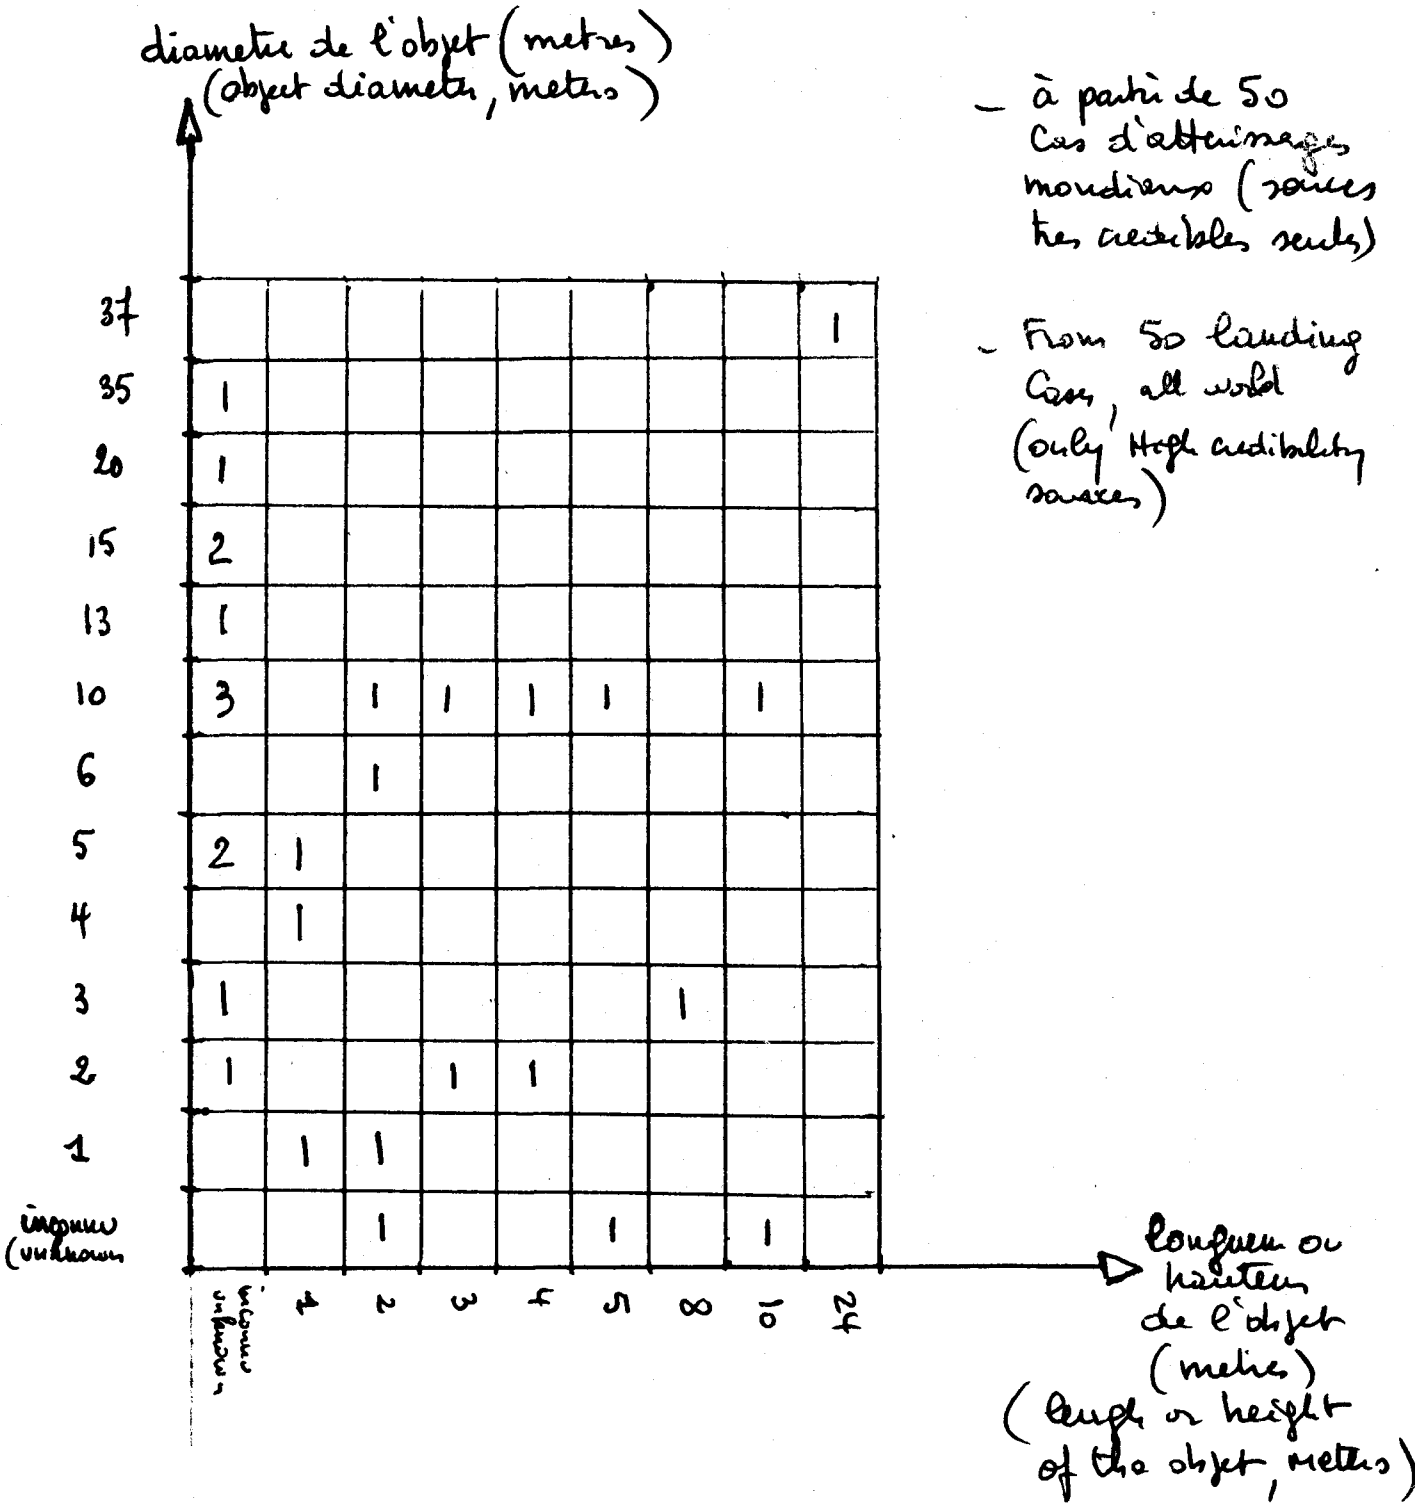 diametre de l'objet (metres)
(object diameter, meters)
- à partir de 50
cas d'atterissages
mondiaux (sources
tres credibles seules)
- From 50 landing
cases, all world
(only High credibility
sources)
37 1
35 1
20 1
15 2
13 1
10 3 1 1 1 1 1
6 1
5 2 1
4 1
3 1 1
2 1 1 1
1 1 1
inconnu 1 1 1
(unknown
inconnu 1 2 3 4 5 8 10 24
unknown
longueur ou
hauteur
de l'objet
(metres)
(lengh or height
of the objet, meters)